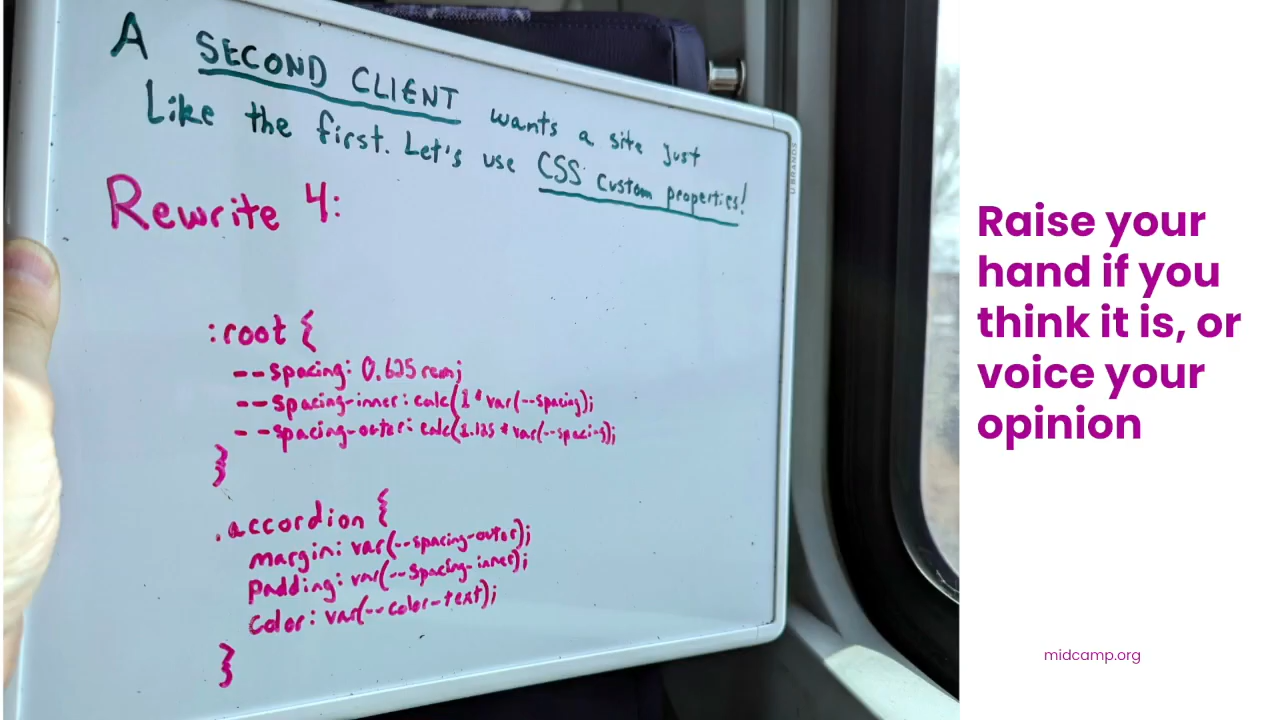 A SECOND CLIENT wants a site just
Like the first. Let's use CSS custom properties!
Rewrite 4:
:root {
--spacing: 0.625rem;
--spacing-inner: calc(1 * var(--spacing);
--spacing-outer: calc(1.125 * var(--spacing);
}
.accordion {
margin: var(--spacing-outer);
padding: var(--spacing-inner);
color: var(--color-text);
}
U BRANDS
Raise your
hand if you
think it is, or
voice your
opinion
midcamp.org